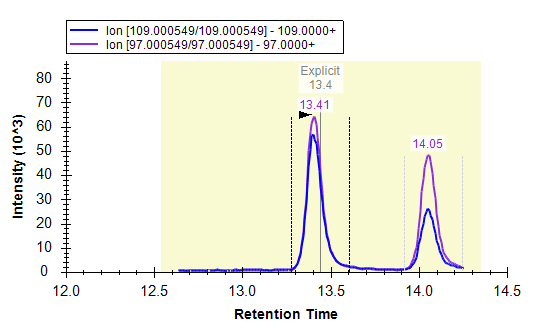 Ion [109.000549/109.000549] - 109.0000+
Ion [97.000549/97.000549] - 97.0000+
Explicit
13.4
13.41
14.05
80
70
60
50
40
30
20
10
0
Intensity (10^3)
12.0 12.5 13.0 13.5 14.0 14.5
Retention Time